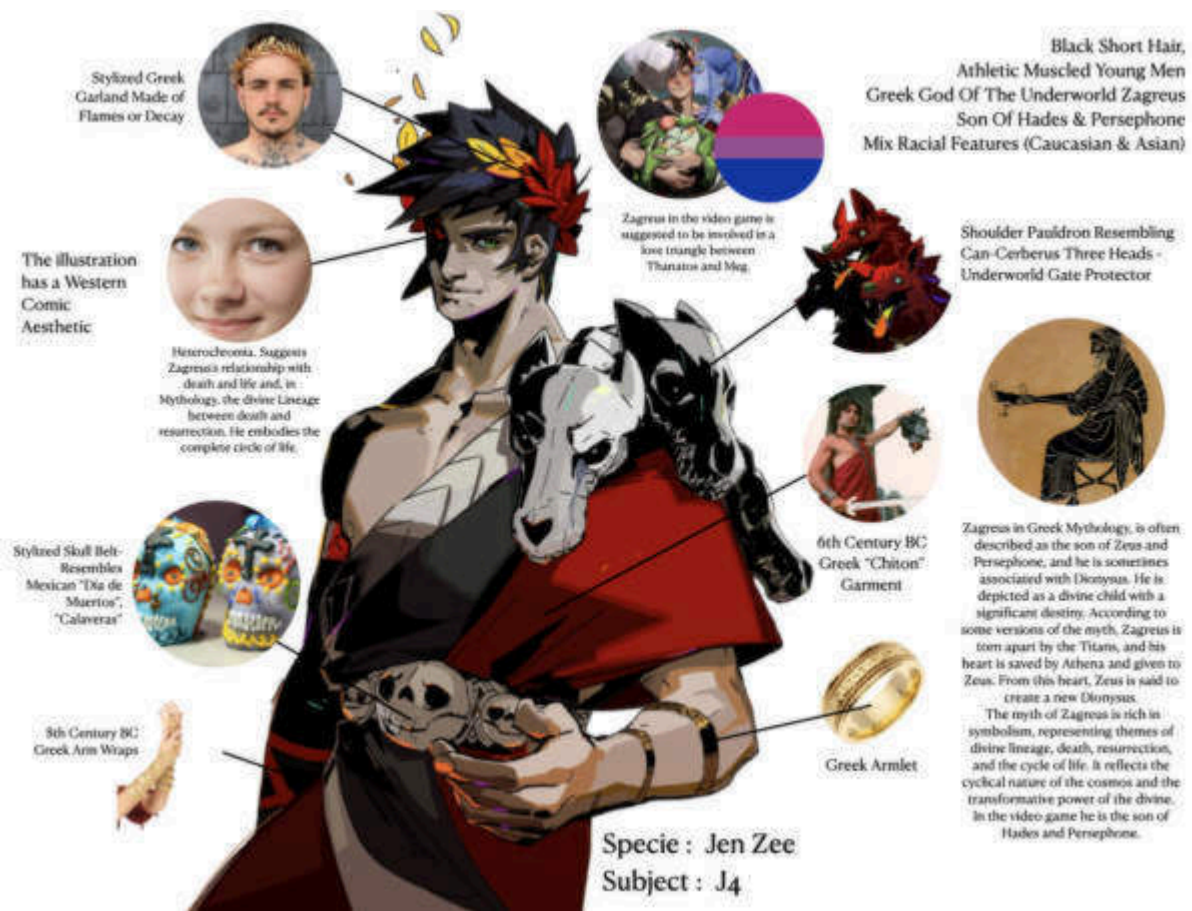 Stylized Greek
Garland Made of
Flames or Decay
Black Short Hair,
Athletic Muscled Young Men
Greek God Of The Underworld Zagreus
Son Of Hades & Persephone
Mix Racial Features (Caucasian & Asian)
Zagreus in the video game is
suggested to be involved in a
love triangle between
Thanatos and Meg.
Shoulder Pauldron Resembling
Can-Cerberus Three Heads -
Underworld Gate Protector
The illustration
has a Western
Comic
Aesthetic
Heterochromia. Suggests
Zagreus's relationship with
death and life and, in
Mythology, the divine Lineage
between death and
resurrection. He embodies the
complete circle of life.
6th Century BC
Greek "Chiton"
Garment
Zagreus in Greek Mythology, is often
described as the son of Zeus and
Persephone, and he is sometimes
associated with Dionysus. He is
depicted as a divine child with a
significant destiny. According to
some versions of the myth, Zagreus is
torn apart by the Titans, and his
heart is saved by Athena and given to
Zeus. From this heart, Zeus is said to
create a new Dionysus.
The myth of Zagreus is rich in
symbolism, representing themes of
divine lineage, death, resurrection,
and the cycle of life. It reflects the
cyclical nature of the cosmos and the
transformative power of the divine.
In the video game he is the son of
Hades and Persephone.
Stylized Skull Belt-
Resembles
Mexican "Dia de
Muertos",
"Calaveras"
8th Century BC
Greek Arm Wraps
Greek Armlet
Specie : Jen Zee
Subject : J4